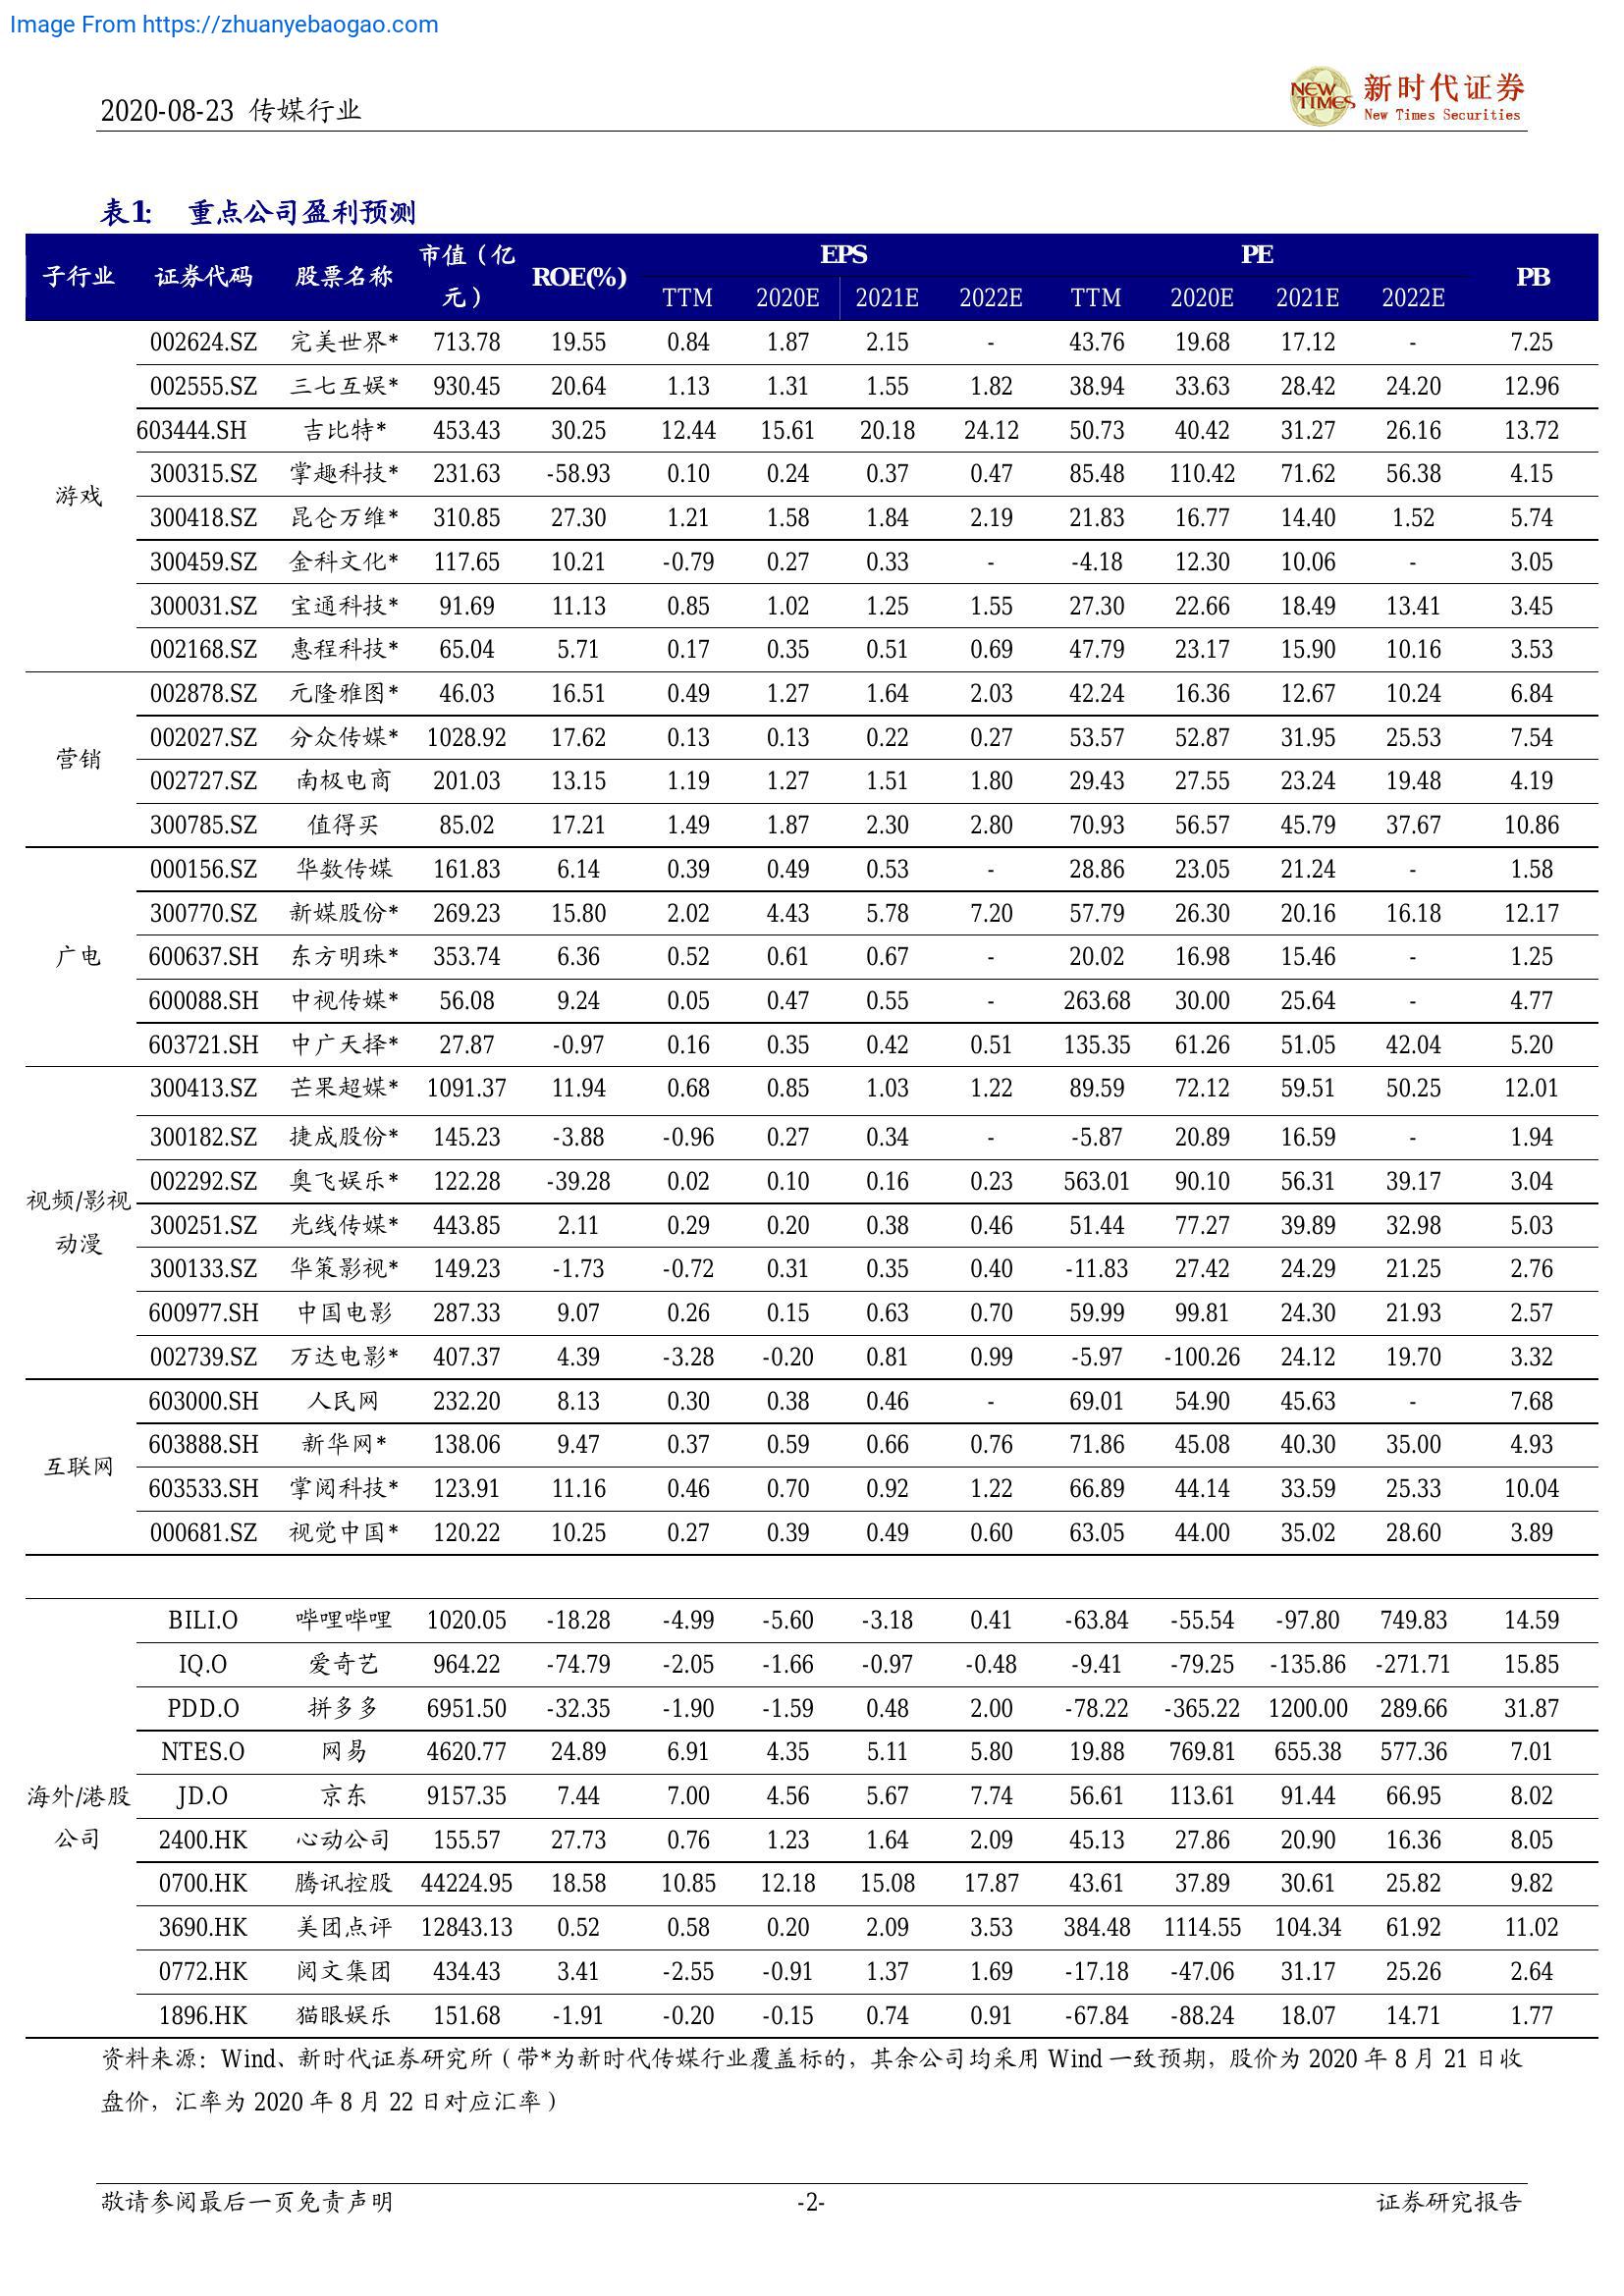 Image From https://zhuanyebaogao.com
2020-08-23 传媒行业
NEW TIMES 新时代证券
New Times Securities
表1: 重点公司盈利预测
子行业 证券代码 股票名称 市值（亿元） ROE(%) EPS PE PB
TTM 2020E 2021E 2022E TTM 2020E 2021E 2022E
游戏
002624.SZ 完美世界* 713.78 19.55 0.84 1.87 2.15 - 43.76 19.68 17.12 - 7.25
002555.SZ 三七互娱* 930.45 20.64 1.13 1.31 1.55 1.82 38.94 33.63 28.42 24.20 12.96
603444.SH 吉比特* 453.43 30.25 12.44 15.61 20.18 24.12 50.73 40.42 31.27 26.16 13.72
300315.SZ 掌趣科技* 231.63 -58.93 0.10 0.24 0.37 0.47 85.48 110.42 71.62 56.38 4.15
300418.SZ 昆仑万维* 310.85 27.30 1.21 1.58 1.84 2.19 21.83 16.77 14.40 1.52 5.74
300459.SZ 金科文化* 117.65 10.21 -0.79 0.27 0.33 - -4.18 12.30 10.06 - 3.05
300031.SZ 宝通科技* 91.69 11.13 0.85 1.02 1.25 1.55 27.30 22.66 18.49 13.41 3.45
002168.SZ 惠程科技* 65.04 5.71 0.17 0.35 0.51 0.69 47.79 23.17 15.90 10.16 3.53
营销
002878.SZ 元隆雅图* 46.03 16.51 0.49 1.27 1.64 2.03 42.24 16.36 12.67 10.24 6.84
002027.SZ 分众传媒* 1028.92 17.62 0.13 0.13 0.22 0.27 53.57 52.87 31.95 25.53 7.54
002727.SZ 南极电商 201.03 13.15 1.19 1.27 1.51 1.80 29.43 27.55 23.24 19.48 4.19
300785.SZ 值得买 85.02 17.21 1.49 1.87 2.30 2.80 70.93 56.57 45.79 37.67 10.86
广电
000156.SZ 华数传媒 161.83 6.14 0.39 0.49 0.53 - 28.86 23.05 21.24 - 1.58
300770.SZ 新媒股份* 269.23 15.80 2.02 4.43 5.78 7.20 57.79 26.30 20.16 16.18 12.17
600637.SH 东方明珠* 353.74 6.36 0.52 0.61 0.67 - 20.02 16.98 15.46 - 1.25
600088.SH 中视传媒* 56.08 9.24 0.05 0.47 0.55 - 263.68 30.00 25.64 - 4.77
603721.SH 中广天择* 27.87 -0.97 0.16 0.35 0.42 0.51 135.35 61.26 51.05 42.04 5.20
视频/影视
动漫
300413.SZ 芒果超媒* 1091.37 11.94 0.68 0.85 1.03 1.22 89.59 72.12 59.51 50.25 12.01
300182.SZ 捷成股份* 145.23 -3.88 -0.96 0.27 0.34 - -5.87 20.89 16.59 - 1.94
002292.SZ 奥飞娱乐* 122.28 -39.28 0.02 0.10 0.16 0.23 563.01 90.10 56.31 39.17 3.04
300251.SZ 光线传媒* 443.85 2.11 0.29 0.20 0.38 0.46 51.44 77.27 39.89 32.98 5.03
300133.SZ 华策影视* 149.23 -1.73 -0.72 0.31 0.35 0.40 -11.83 27.42 24.29 21.25 2.76
600977.SH 中国电影 287.33 9.07 0.26 0.15 0.63 0.70 59.99 99.81 24.30 21.93 2.57
002739.SZ 万达电影* 407.37 4.39 -3.28 -0.20 0.81 0.99 -5.97 -100.26 24.12 19.70 3.32
互联网
603000.SH 人民网 232.20 8.13 0.30 0.38 0.46 - 69.01 54.90 45.63 - 7.68
603888.SH 新华网* 138.06 9.47 0.37 0.59 0.66 0.76 71.86 45.08 40.30 35.00 4.93
603533.SH 掌阅科技* 123.91 11.16 0.46 0.70 0.92 1.22 66.89 44.14 33.59 25.33 10.04
000681.SZ 视觉中国* 120.22 10.25 0.27 0.39 0.49 0.60 63.05 44.00 35.02 28.60 3.89
海外/港股
公司
BILI.O 哔哩哔哩 1020.05 -18.28 -4.99 -5.60 -3.18 0.41 -63.84 -55.54 -97.80 749.83 14.59
IQ.O 爱奇艺 964.22 -74.79 -2.05 -1.66 -0.97 -0.48 -9.41 -79.25 -135.86 -271.71 15.85
PDD.O 拼多多 6951.50 -32.35 -1.90 -1.59 0.48 2.00 -78.22 -365.22 1200.00 289.66 31.87
NTES.O 网易 4620.77 24.89 6.91 4.35 5.11 5.80 19.88 769.81 655.38 577.36 7.01
JD.O 京东 9157.35 7.44 7.00 4.56 5.67 7.74 56.61 113.61 91.44 66.95 8.02
2400.HK 心动公司 155.57 27.73 0.76 1.23 1.64 2.09 45.13 27.86 20.90 16.36 8.05
0700.HK 腾讯控股 44224.95 18.58 10.85 12.18 15.08 17.87 43.61 37.89 30.61 25.82 9.82
3690.HK 美团点评 12843.13 0.52 0.58 0.20 2.09 3.53 384.48 1114.55 104.34 61.92 11.02
0772.HK 阅文集团 434.43 3.41 -2.55 -0.91 1.37 1.69 -17.18 -47.06 31.17 25.26 2.64
1896.HK 猫眼娱乐 151.68 -1.91 -0.20 -0.15 0.74 0.91 -67.84 -88.24 18.07 14.71 1.77
资料来源：Wind、新时代证券研究所（带*为新时代传媒行业覆盖标的，其余公司均采用 Wind 一致预期，股价为 2020 年 8 月 21 日收
盘价，汇率为 2020 年 8 月 22 日对应汇率）
敬请参阅最后一页免责声明 -2- 证券研究报告